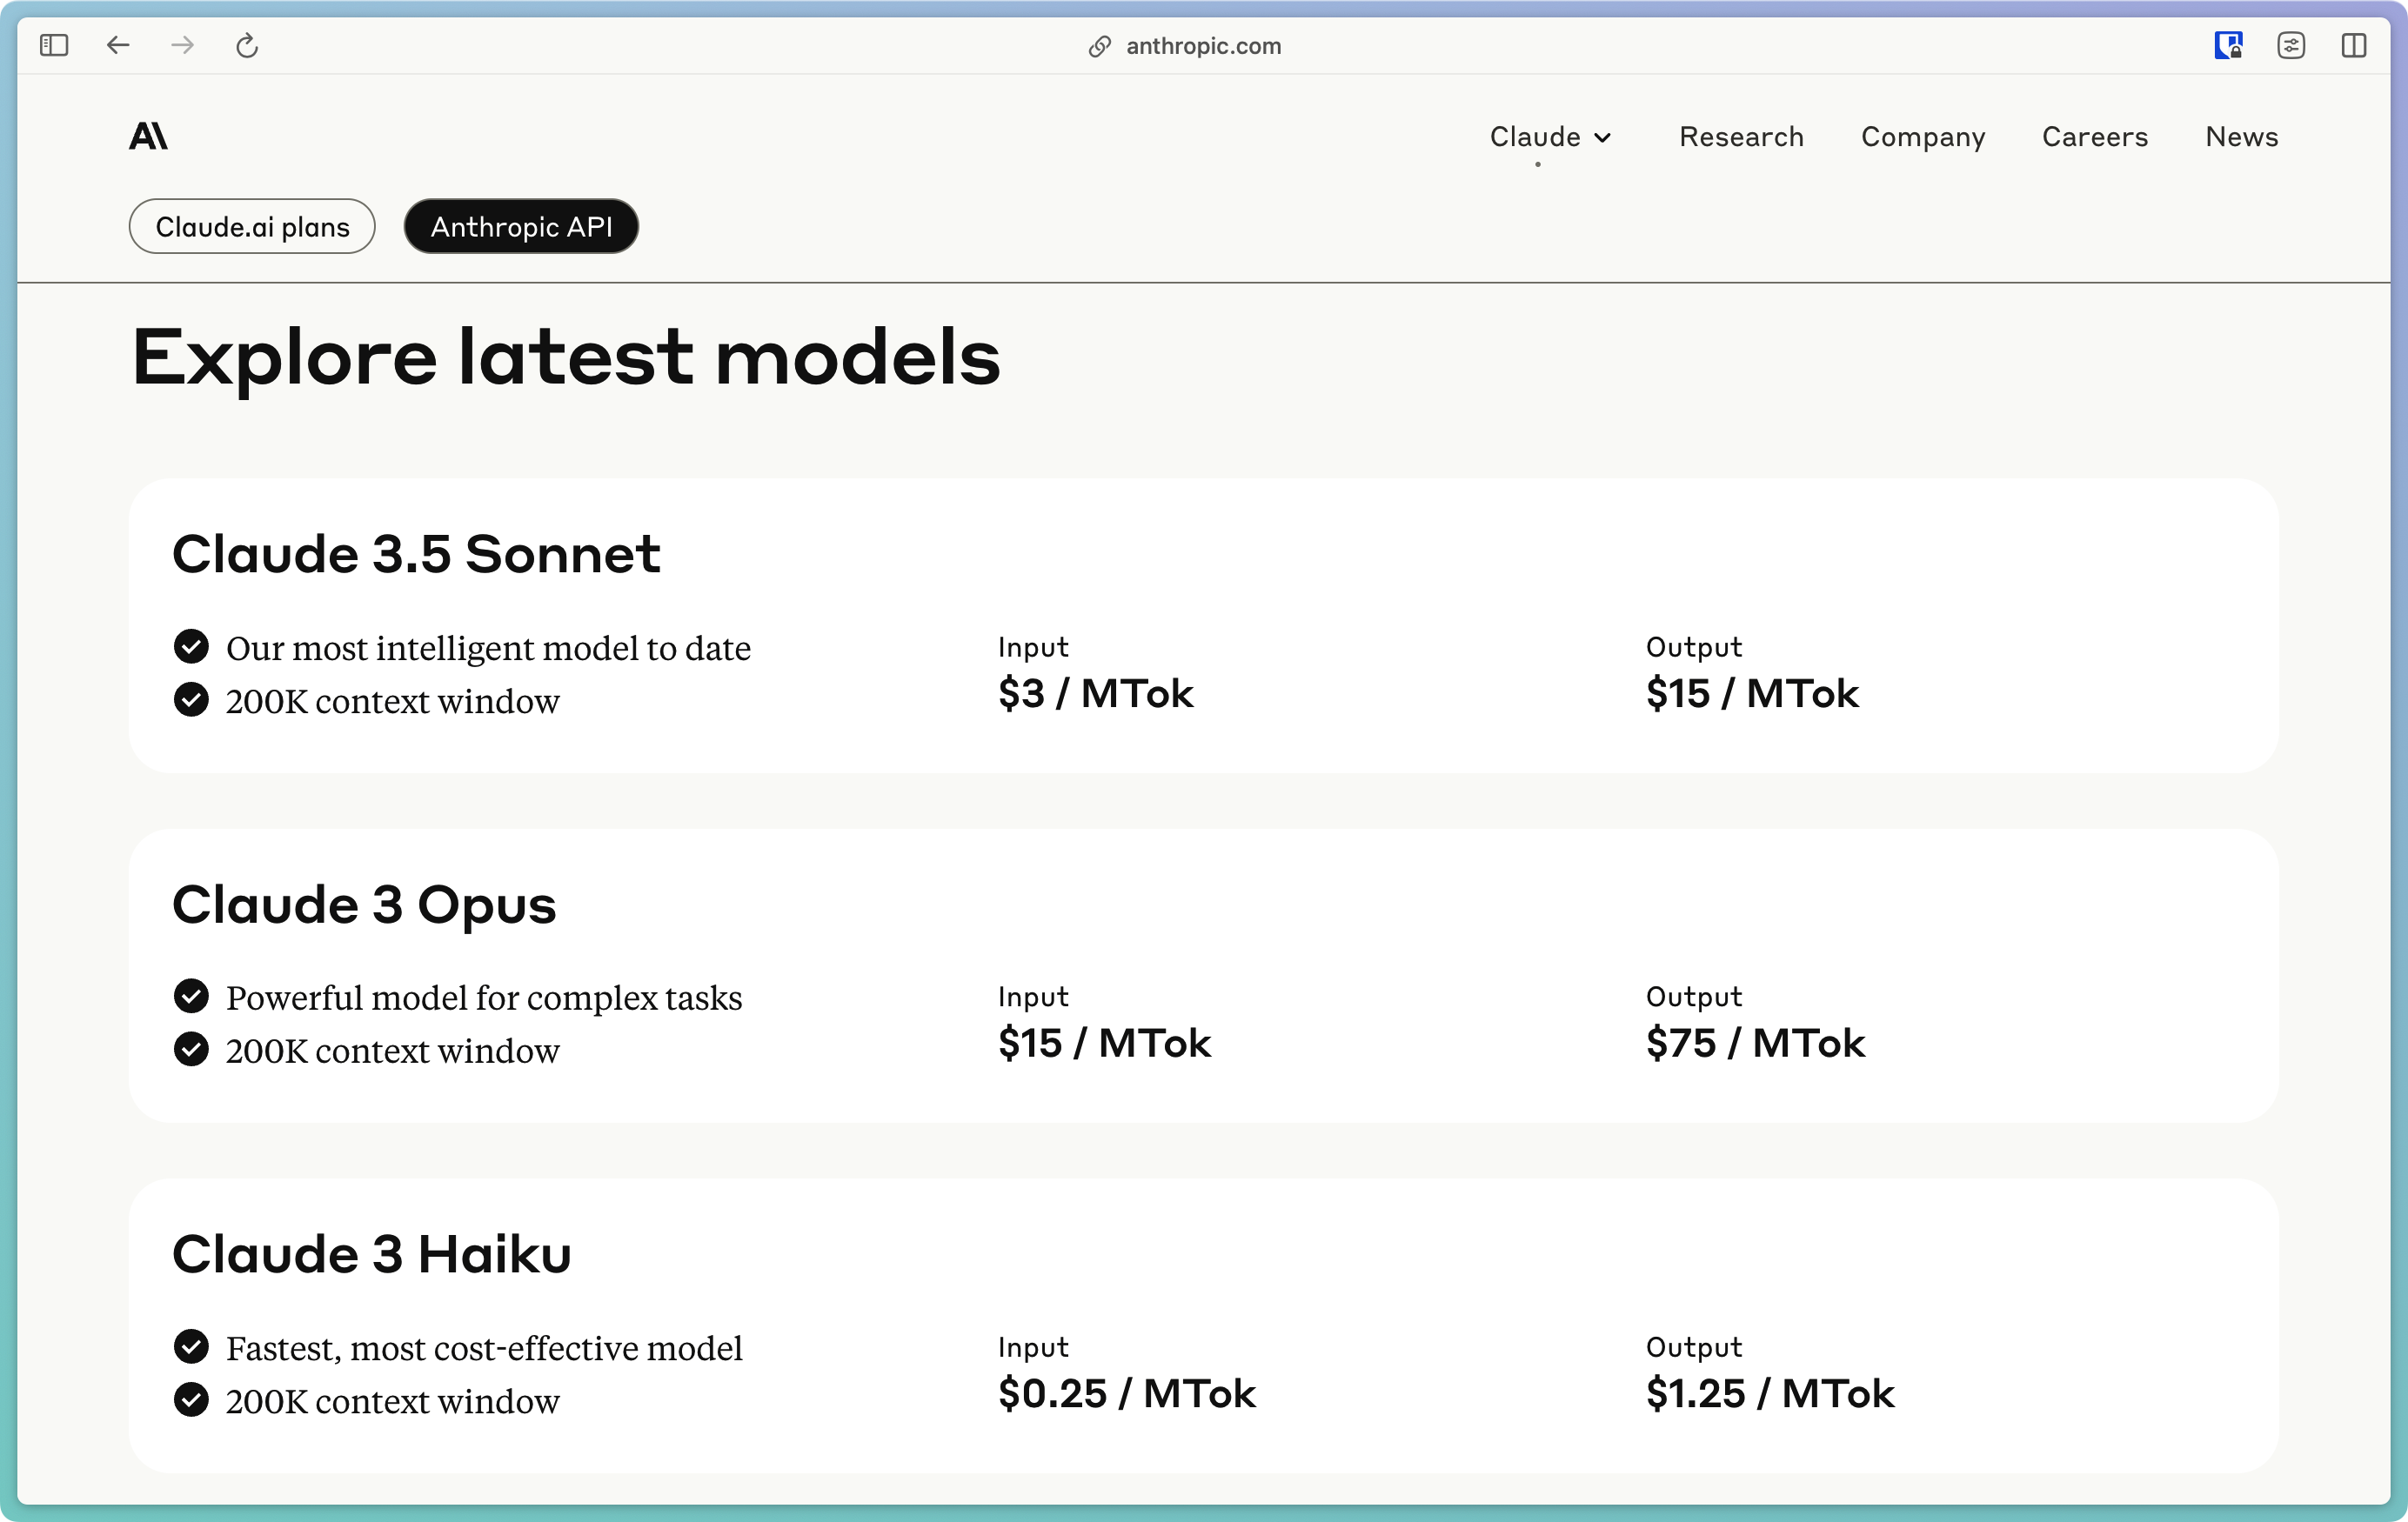 anthropic.com
Claude Research Company Careers News
Claude.ai plans Anthropic API
Explore latest models
Claude 3.5 Sonnet
Our most intelligent model to date
200K context window
Input
$3 / MTok
Output
$15 / MTok
Claude 3 Opus
Powerful model for complex tasks
200K context window
Input
$15 / MTok
Output
$75 / MTok
Claude 3 Haiku
Fastest, most cost-effective model
200K context window
Input
$0.25 / MTok
Output
$1.25 / MTok